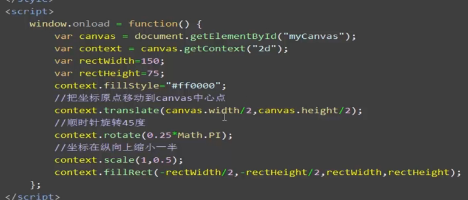 <script>
window.onload = function() {
var canvas = document.getElementById("myCanvas");
var context = canvas.getContext("2d");
var rectWidth=150;
var rectHeight=75;
context.fillStyle="#ff0000";
//把坐标原点移动到canvas中心点
context.translate(canvas.width/2,canvas.height/2);
//顺时针旋转45度
context.rotate(0.25*Math.PI);
//坐标在纵向上缩小一半
context.scale(1,0.5);
context.fillRect(-rectWidth/2,-rectHeight/2,rectWidth,rectHeight);
};
</script>